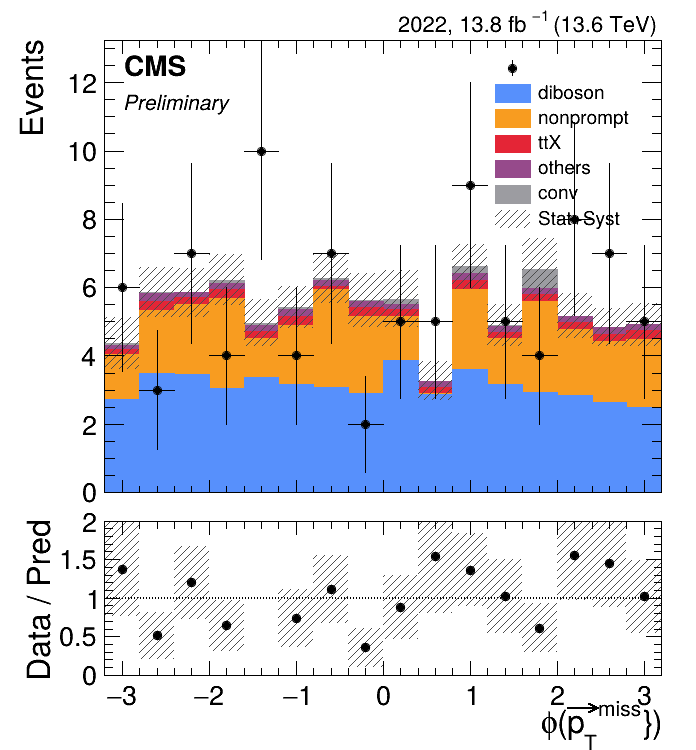 2022, 13.8 fb⁻¹ (13.6 TeV)
CMS
Preliminary
diboson
nonprompt
ttX
others
conv
Stat Syst
Events
12
10
8
6
4
2
0
Data / Pred
2
1.5
1
0.5
0
−3 −2 −1 0 1 2 3
ϕ(p_T^miss})